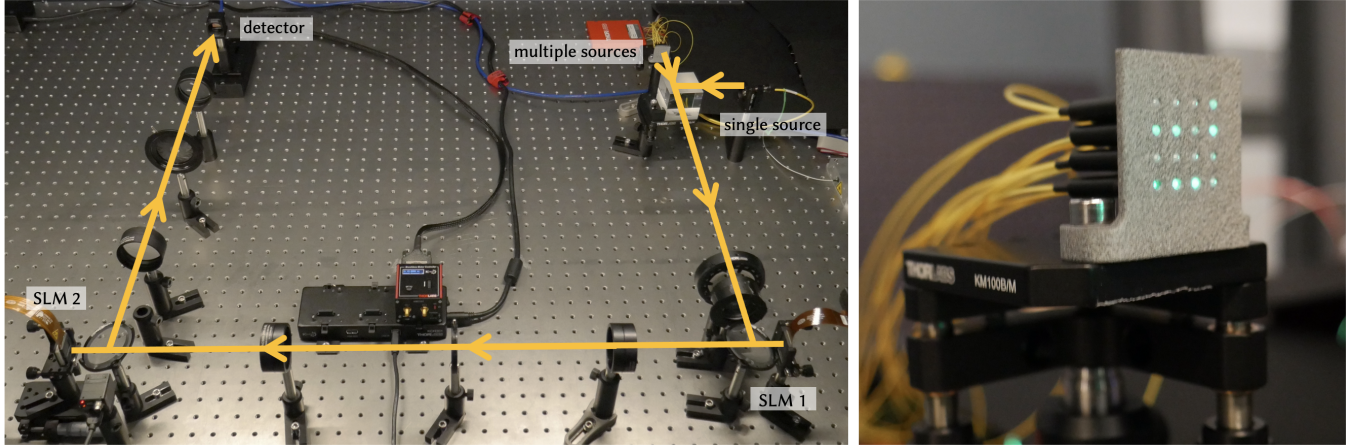 detector
multiple sources
single source
SLM 2
SLM 1
THORLABS
KM100B/M